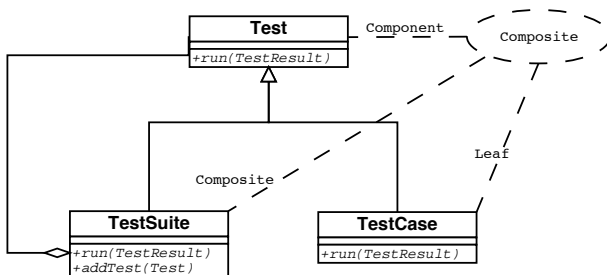 Test
+run(TestResult)
Component
Composite
Composite
Leaf
TestSuite
+run(TestResult)
+addTest(Test)
TestCase
+run(TestResult)